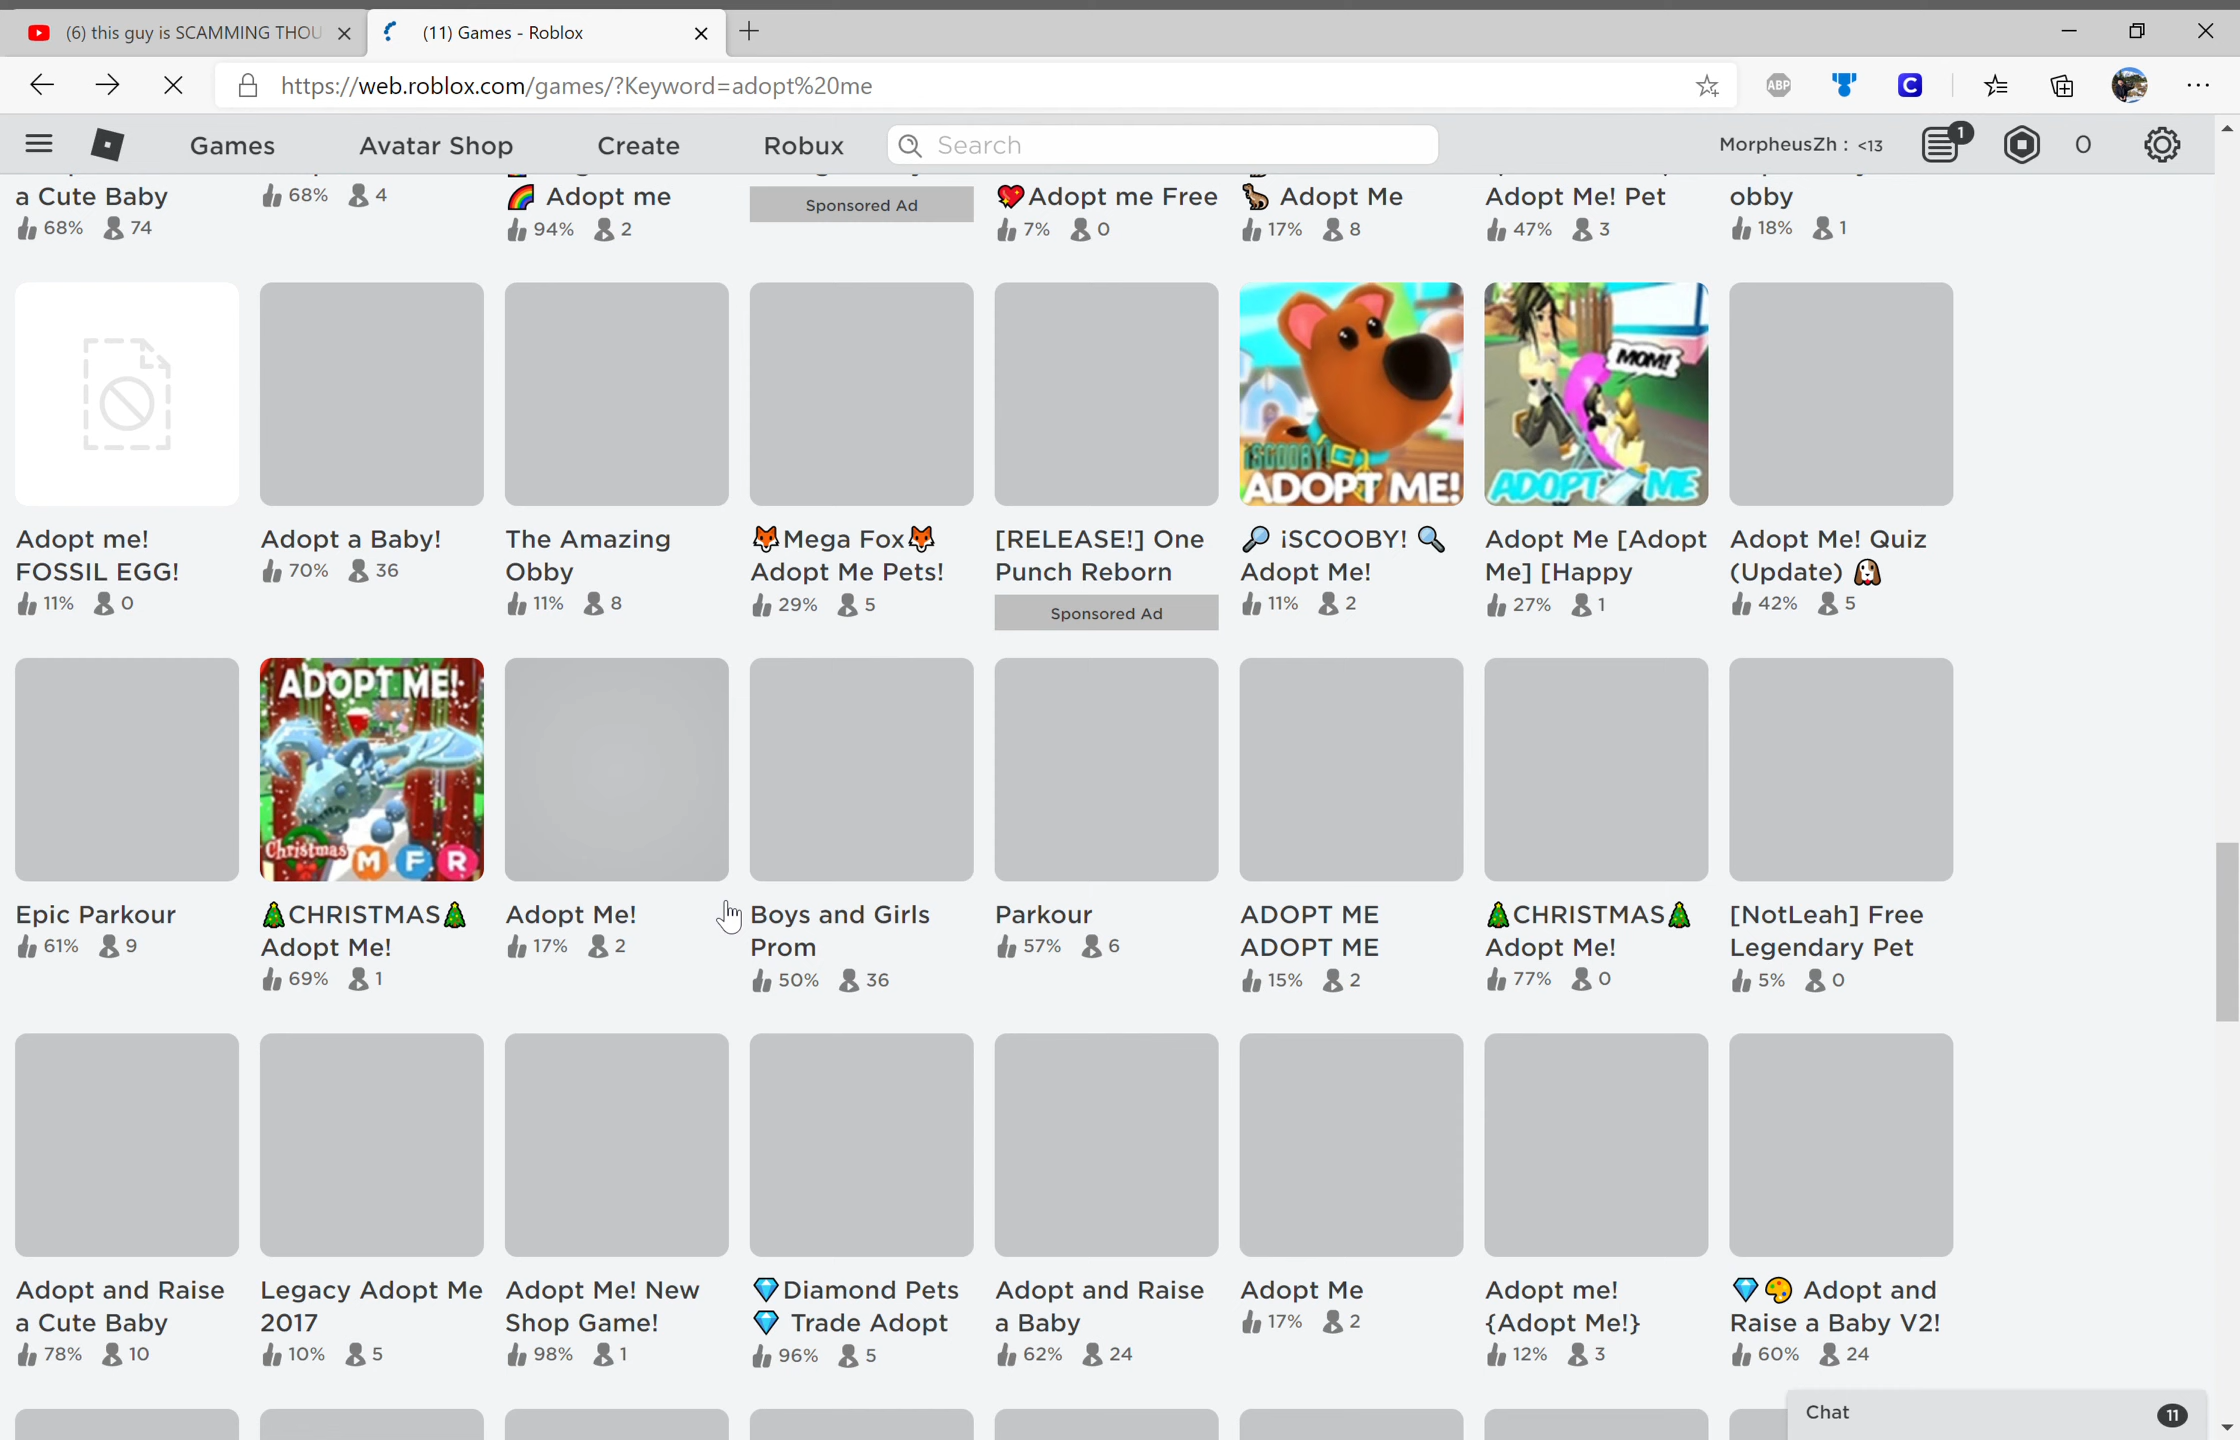 (6) this guy is SCAMMING THOU
(11) Games - Roblox
https://web.roblox.com/games/?Keyword=adopt%20me
ABP
C
Games
Avatar Shop
Create
Robux
Search
MorpheusZh : <13
1
0
a Cute Baby
68% 74
68% 4
🌈 Adopt me
94% 2
Sponsored Ad
💖Adopt me Free
7% 0
🦖 Adopt Me
17% 8
Adopt Me! Pet
47% 3
obby
18% 1
¡SCOOBY!
ADOPT ME!
MOM!
ADOPT ME
Adopt me!
FOSSIL EGG!
11% 0
Adopt a Baby!
70% 36
The Amazing
Obby
11% 8
🦊Mega Fox🦊
Adopt Me Pets!
29% 5
[RELEASE!] One
Punch Reborn
Sponsored Ad
🔎 ¡SCOOBY! 🔍
Adopt Me!
11% 2
Adopt Me [Adopt
Me] [Happy
27% 1
Adopt Me! Quiz
(Update) 🐶
42% 5
ADOPT ME!
Christmas
M F R
Epic Parkour
61% 9
🎄CHRISTMAS🎄
Adopt Me!
69% 1
Adopt Me!
17% 2
Boys and Girls
Prom
50% 36
Parkour
57% 6
ADOPT ME
ADOPT ME
15% 2
🎄CHRISTMAS🎄
Adopt Me!
77% 0
[NotLeah] Free
Legendary Pet
5% 0
Adopt and Raise
a Cute Baby
78% 10
Legacy Adopt Me
2017
10% 5
Adopt Me! New
Shop Game!
98% 1
💎Diamond Pets
💎 Trade Adopt
96% 5
Adopt and Raise
a Baby
62% 24
Adopt Me
17% 2
Adopt me!
{Adopt Me!}
12% 3
💎🎨 Adopt and
Raise a Baby V2!
60% 24
Chat
11